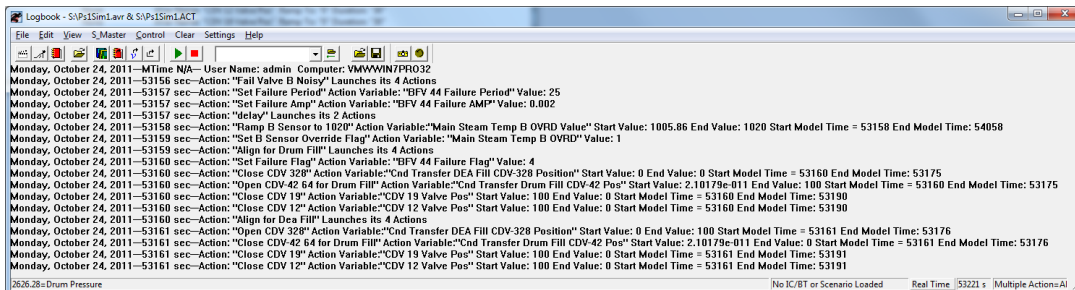 Logbook - S:\Ps1Sim1.avr & S:\Ps1Sim1.ACT
File Edit View S_Master Control Clear Settings Help
Monday, October 24, 2011—MTime N/A— User Name: admin Computer: VMWWIN7PRO32
Monday, October 24, 2011—53156 sec—Action: "Fail Valve B Noisy" Launches its 4 Actions
Monday, October 24, 2011—53157 sec—Action: "Set Failure Period" Action Variable: "BFV 44 Failure Period" Value: 25
Monday, October 24, 2011—53157 sec—Action: "Set Failure Amp" Action Variable: "BFV 44 Failure AMP" Value: 0.002
Monday, October 24, 2011—53157 sec—Action: "delay" Launches its 2 Actions
Monday, October 24, 2011—53158 sec—Action: "Ramp B Sensor to 1020" Action Variable:"Main Steam Temp B OVRD Value" Start Value: 1005.86 End Value: 1020 Start Model Time = 53158 End Model Time: 54058
Monday, October 24, 2011—53159 sec—Action: "Set B Sensor Override Flag" Action Variable: "Main Steam Temp B OVRD" Value: 1
Monday, October 24, 2011—53159 sec—Action: "Align for Drum Fill" Launches its 4 Actions
Monday, October 24, 2011—53160 sec—Action: "Set Failure Flag" Action Variable: "BFV 44 Failure Flag" Value: 4
Monday, October 24, 2011—53160 sec—Action: "Close CDV 328" Action Variable:"Cnd Transfer DEA Fill CDV-328 Position" Start Value: 0 End Value: 0 Start Model Time = 53160 End Model Time: 53175
Monday, October 24, 2011—53160 sec—Action: "Open CDV-42 64 for Drum Fill" Action Variable:"Cnd Transfer Drum Fill CDV-42 Pos" Start Value: 2.10179e-011 End Value: 100 Start Model Time = 53160 End Model Time: 53175
Monday, October 24, 2011—53160 sec—Action: "Close CDV 19" Action Variable:"CDV 19 Valve Pos" Start Value: 100 End Value: 0 Start Model Time = 53160 End Model Time: 53190
Monday, October 24, 2011—53160 sec—Action: "Close CDV 12" Action Variable:"CDV 12 Valve Pos" Start Value: 100 End Value: 0 Start Model Time = 53160 End Model Time: 53190
Monday, October 24, 2011—53160 sec—Action: "Align for Dea Fill" Launches its 4 Actions
Monday, October 24, 2011—53161 sec—Action: "Open CDV 328" Action Variable:"Cnd Transfer DEA Fill CDV-328 Position" Start Value: 0 End Value: 100 Start Model Time = 53161 End Model Time: 53176
Monday, October 24, 2011—53161 sec—Action: "Close CDV-42 64 for Drum Fill" Action Variable:"Cnd Transfer Drum Fill CDV-42 Pos" Start Value: 2.10179e-011 End Value: 0 Start Model Time = 53161 End Model Time: 53176
Monday, October 24, 2011—53161 sec—Action: "Close CDV 19" Action Variable:"CDV 19 Valve Pos" Start Value: 100 End Value: 0 Start Model Time = 53161 End Model Time: 53191
Monday, October 24, 2011—53161 sec—Action: "Close CDV 12" Action Variable:"CDV 12 Valve Pos" Start Value: 100 End Value: 0 Start Model Time = 53161 End Model Time: 53191
2626.28=Drum Pressure No IC/BT or Scenario Loaded Real Time 53221 s Multiple Action=Al